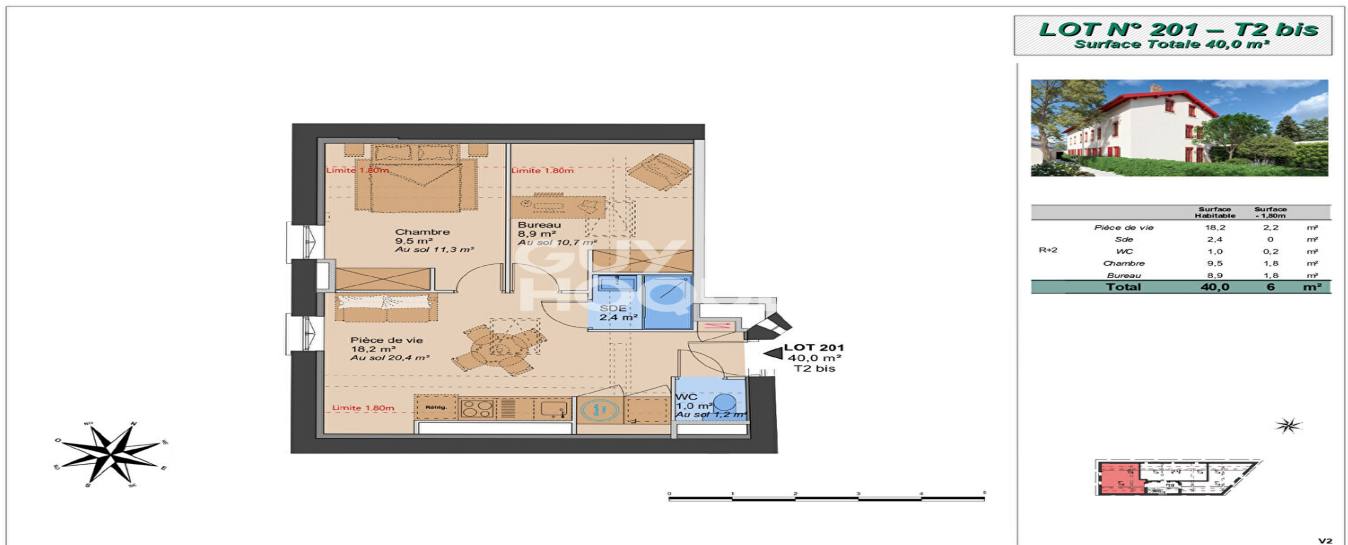 LOT N° 201 – T2 bis
Surface Totale 40,0 m²
Limite 1.80m
Limite 1.80m
Chambre
9,5 m²
Au sol 11,3 m²
Bureau
8,9 m²
Au sol 10,7 m²
GUY
HOQUET
SDE
2,4 m²
Pièce de vie
18,2 m²
Au sol 20,4 m²
LOT 201
40,0 m²
T2 bis
Limite 1.80m
Réfrig.
WC
1,0 m²
Au sol 1,2 m²
0 1 2 3 4 5
Surface Habitable Surface - 1,80m
Pièce de vie 18,2 2,2 m²
Sde 2,4 0 m²
R+2 WC 1,0 0,2 m²
Chambre 9,5 1,8 m²
Bureau 8,9 1,8 m²
Total 40,0 6 m²
V2